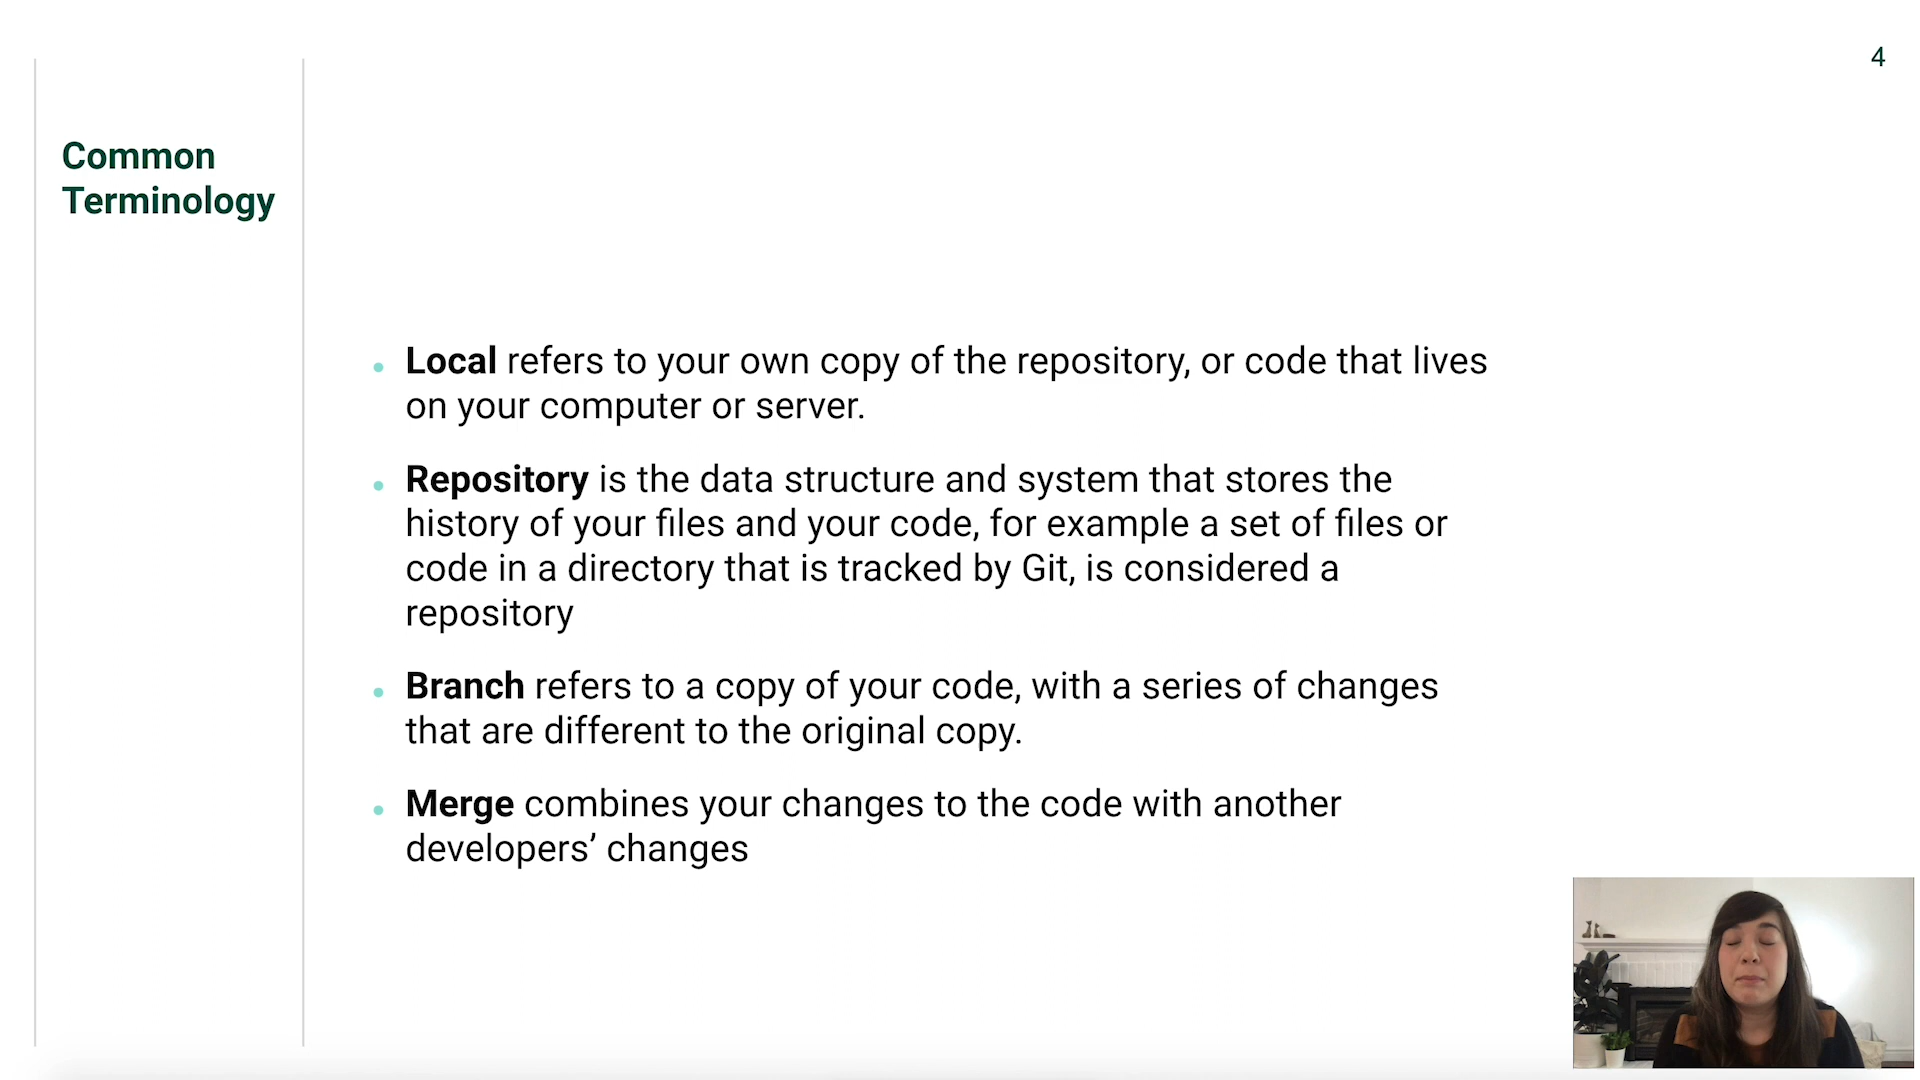 4
Common
Terminology
Local refers to your own copy of the repository, or code that lives
on your computer or server.
Repository is the data structure and system that stores the
history of your files and your code, for example a set of files or
code in a directory that is tracked by Git, is considered a
repository
Branch refers to a copy of your code, with a series of changes
that are different to the original copy.
Merge combines your changes to the code with another
developers’ changes